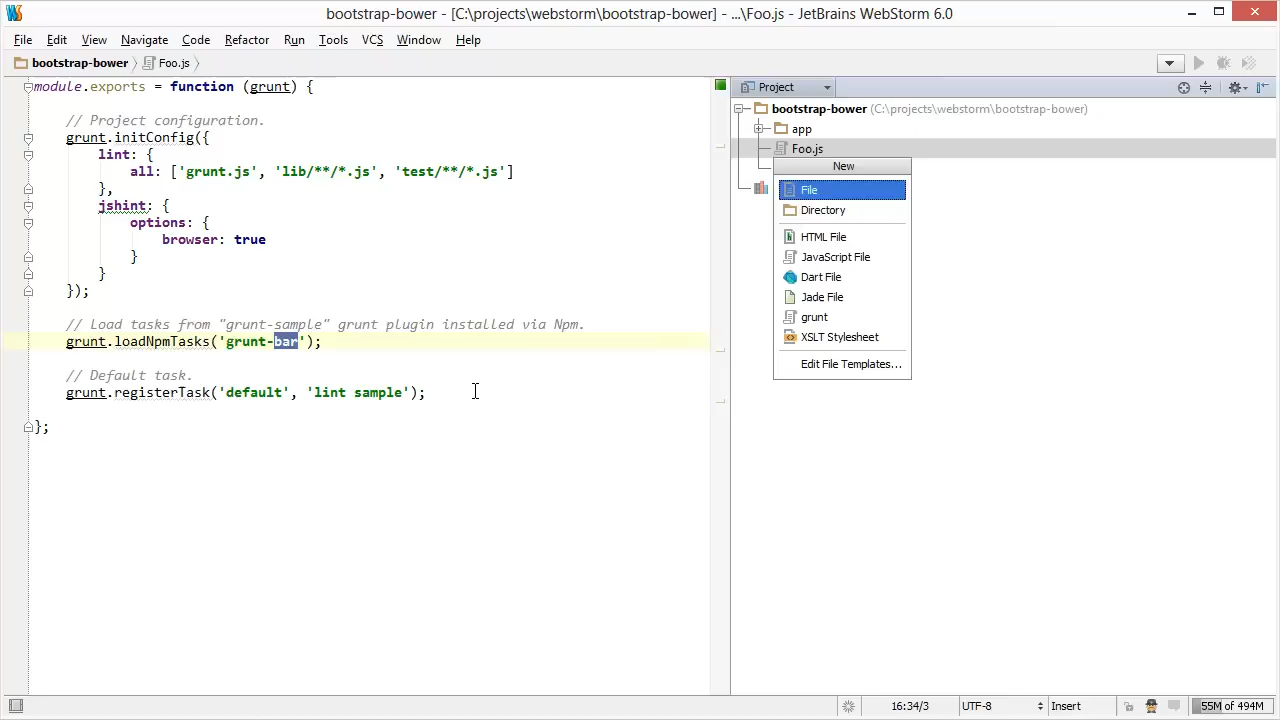 bootstrap-bower - [C:\projects\webstorm\bootstrap-bower] - ...\Foo.js - JetBrains WebStorm 6.0
File Edit View Navigate Code Refactor Run Tools VCS Window Help
bootstrap-bower Foo.js
module.exports = function (grunt) {
// Project configuration.
grunt.initConfig({
lint: {
all: ['grunt.js', 'lib/**/*.js', 'test/**/*.js']
},
jshint: {
options: {
browser: true
}
}
});
// Load tasks from "grunt-sample" grunt plugin installed via Npm.
grunt.loadNpmTasks('grunt-bar');
// Default task.
grunt.registerTask('default', 'lint sample');
};
Project
bootstrap-bower (C:\projects\webstorm\bootstrap-bower)
app
Foo.js
New
File
Directory
HTML File
JavaScript File
Dart File
Jade File
grunt
XSLT Stylesheet
Edit File Templates...
16:34/3 UTF-8 Insert 55M of 494M